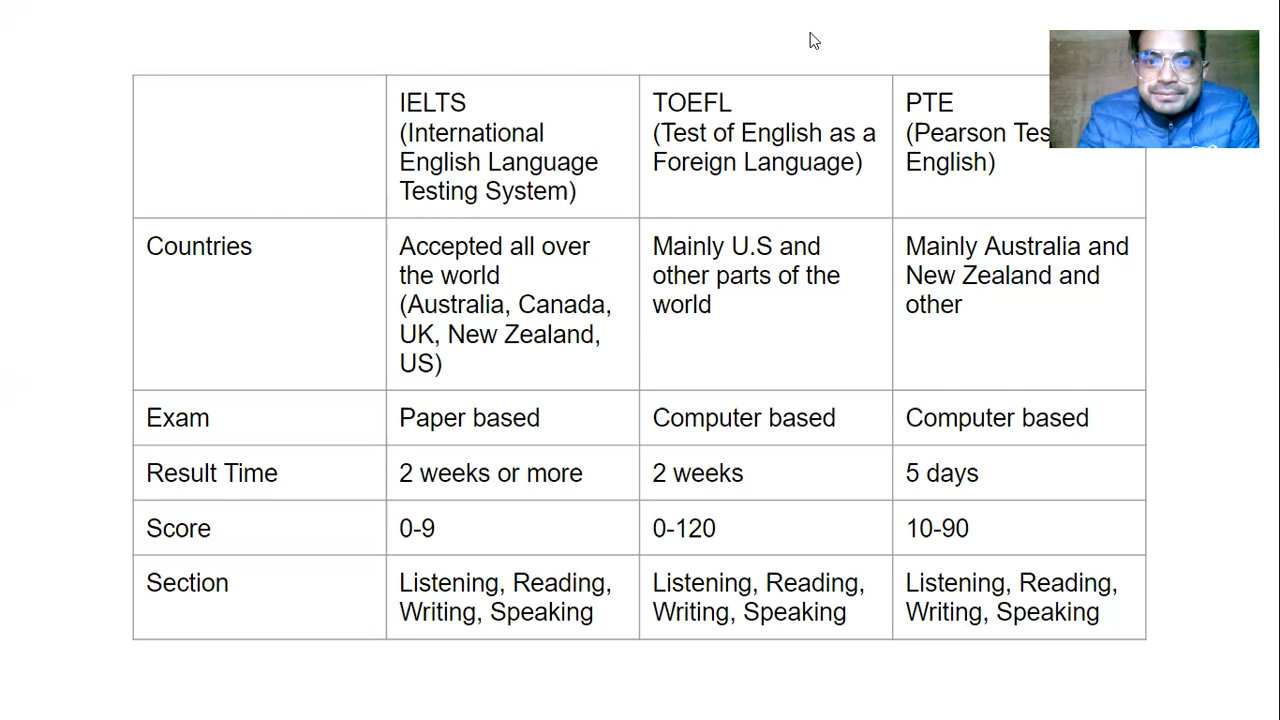 IELTS
(International
English Language
Testing System)
TOEFL
(Test of English as a
Foreign Language)
PTE
(Pearson
English)
Countries
Accepted all over
the world
(Australia, Canada,
UK, New Zealand,
US)
Mainly U.S and
other parts of the
world
Mainly Australia and
New Zealand and
other
Exam
Paper based
Computer based
Computer based
Result Time
2 weeks or more
2 weeks
5 days
Score
0-9
0-120
10-90
Section
Listening, Reading,
Writing, Speaking
Listening, Reading,
Writing, Speaking
Listening, Reading,
Writing, Speaking